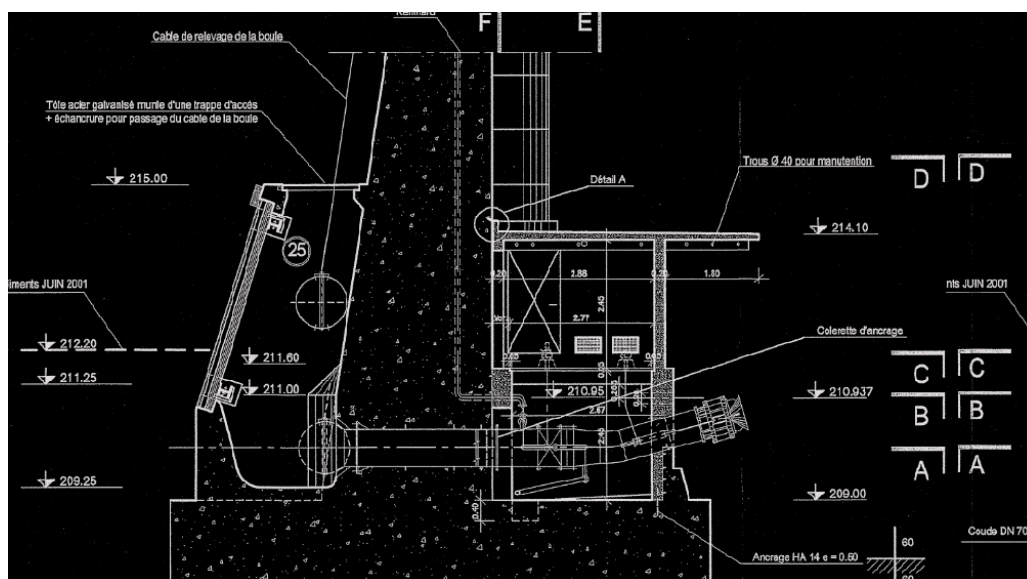 F
E
Cable de relevage de la boule
Tôle acier galvanisé munie d'une trappe d'accés
+ échancrure pour passage du cable de la boule
Trous Ø 40 pour manutention
D
D
215.00
Détail A
214.10
25
0.20
2.88
0.20
1.80
2.45
iments JUIN 2001
nts JUIN 2001
2.77
Colerette d'ancrage
212.20
211.60
C
C
211.25
211.00
210.95
210.937
B
B
2.67
2.45
A
A
209.25
209.00
0.40
Ancrage HA 14 e = 0.50
60
Coude DN 70
60